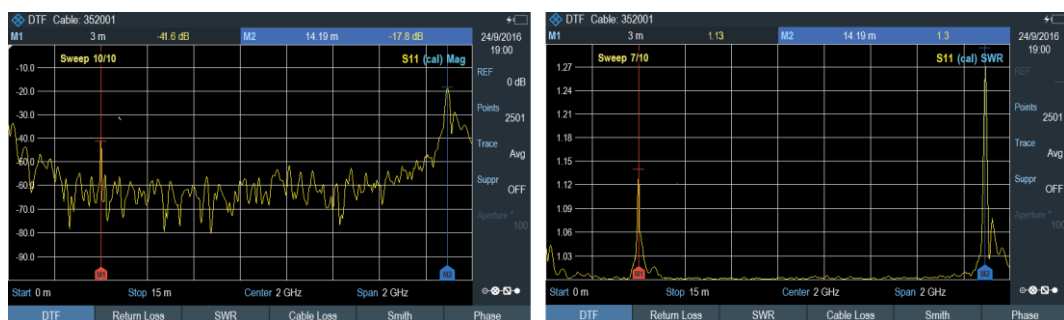 DTF Cable: 352001
M1 3 m -41.6 dB M2 14.19 m -17.8 dB 24/9/2016
19:00
Sweep 10/10 S11 (cal) Mag
-10.0
-20.0
-30.0
-40.0
-50.0
-60.0
-70.0
-80.0
-90.0
REF
0 dB
Points
2501
Trace
Avg
Suppr
OFF
Aperture
100
M1 M2
Start 0 m Stop 15 m Center 2 GHz Span 2 GHz
DTF Return Loss SWR Cable Loss Smith Phase
DTF Cable: 352001
M1 3 m 1.13 M2 14.19 m 1.3 24/9/2016
19:00
Sweep 7/10 S11 (cal) SWR
1.27
1.24
1.21
1.18
1.15
1.12
1.09
1.06
1.03
REF
Points
2501
Trace
Avg
Suppr
OFF
Aperture
100
M1 M2
Start 0 m Stop 15 m Center 2 GHz Span 2 GHz
DTF Return Loss SWR Cable Loss Smith Phase